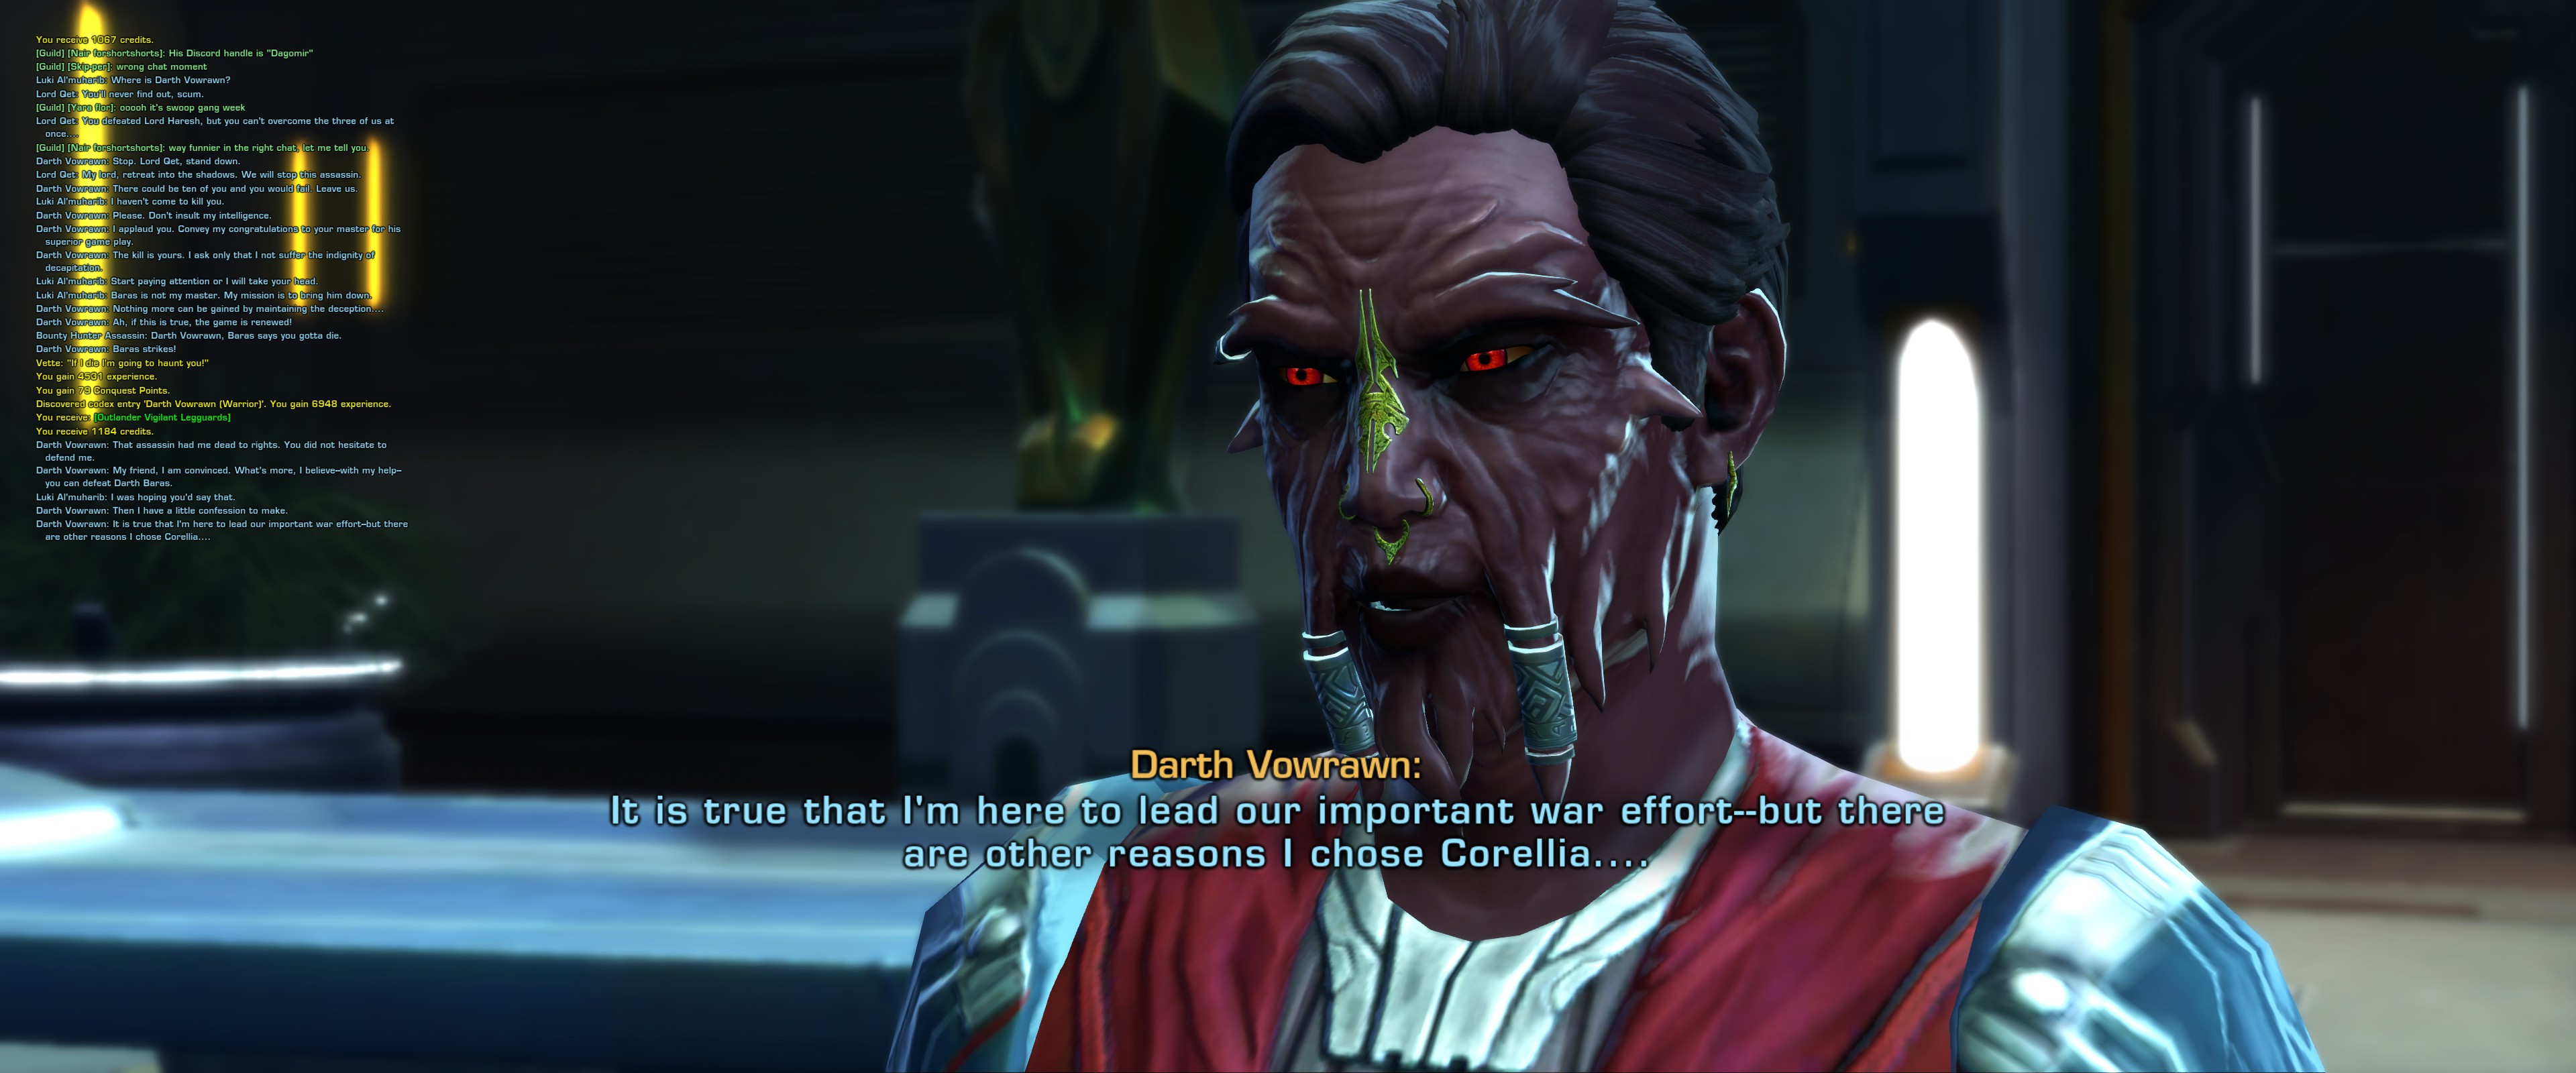 You receive 1067 credits.
[Guild] [Nair forshortshorts]: His Discord handle is "Dagomir"
[Guild] [Skip-per]: wrong chat moment
Luki Al'muharib: Where is Darth Vowrawn?
Lord Qet: You'll never find out, scum.
[Guild] [Yara flor]: ooooh it's swoop gang week
Lord Qet: You defeated Lord Haresh, but you can't overcome the three of us at
once....
[Guild] [Nair forshortshorts]: way funnier in the right chat, let me tell you.
Darth Vowrawn: Stop. Lord Qet, stand down.
Lord Qet: My lord, retreat into the shadows. We will stop this assassin.
Darth Vowrawn: There could be ten of you and you would fail. Leave us.
Luki Al'muharib: I haven't come to kill you.
Darth Vowrawn: Please. Don't insult my intelligence.
Darth Vowrawn: I applaud you. Convey my congratulations to your master for his
superior game play.
Darth Vowrawn: The kill is yours. I ask only that I not suffer the indignity of
decapitation.
Luki Al'muharib: Start paying attention or I will take your head.
Luki Al'muharib: Baras is not my master. My mission is to bring him down.
Darth Vowrawn: Nothing more can be gained by maintaining the deception....
Darth Vowrawn: Ah, if this is true, the game is renewed!
Bounty Hunter Assassin: Darth Vowrawn, Baras says you gotta die.
Darth Vowrawn: Baras strikes!
Vette: "If I die I'm going to haunt you!"
You gain 4531 experience.
You gain 79 Conquest Points.
Discovered codex entry 'Darth Vowrawn (Warrior)'. You gain 6948 experience.
You receive: [Outlander Vigilant Legguards]
You receive 1184 credits.
Darth Vowrawn: That assassin had me dead to rights. You did not hesitate to
defend me.
Darth Vowrawn: My friend, I am convinced. What's more, I believe--with my help--
you can defeat Darth Baras.
Luki Al'muharib: I was hoping you'd say that.
Darth Vowrawn: Then I have a little confession to make.
Darth Vowrawn: It is true that I'm here to lead our important war effort--but there
are other reasons I chose Corellia....
Darth Vowrawn:
It is true that I'm here to lead our important war effort--but there
are other reasons I chose Corellia....